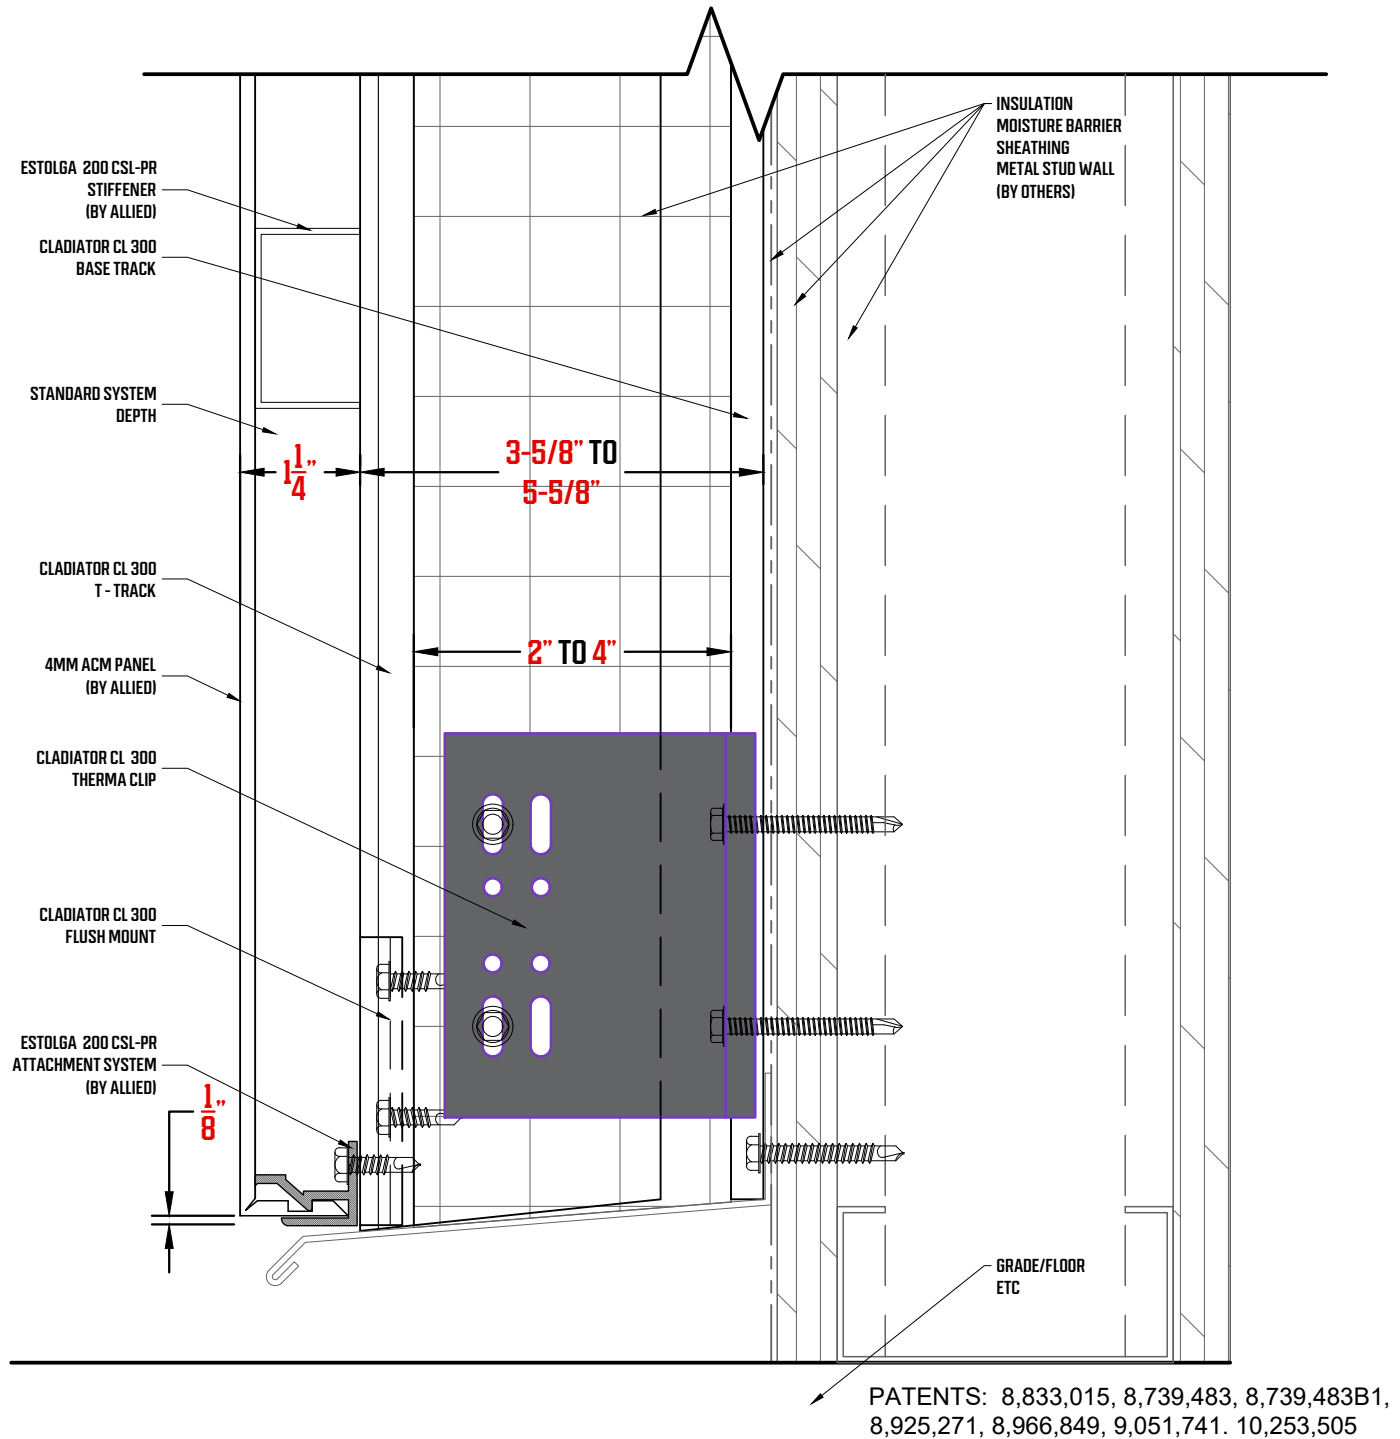 INSULATION
MOISTURE BARRIER
SHEATHING
METAL STUD WALL
(BY OTHERS)
ESTOLGA 200 CSL-PR
STIFFENER
(BY ALLIED)
CLADIATOR CL 300
BASE TRACK
STANDARD SYSTEM
DEPTH
1 1/4"
3-5/8" TO
5-5/8"
CLADIATOR CL 300
T - TRACK
2" TO 4"
4MM ACM PANEL
(BY ALLIED)
CLADIATOR CL 300
THERMA CLIP
CLADIATOR CL 300
FLUSH MOUNT
ESTOLGA 200 CSL-PR
ATTACHMENT SYSTEM
(BY ALLIED)
1/8"
GRADE/FLOOR
ETC
PATENTS: 8,833,015, 8,739,483, 8,739,483B1,
8,925,271, 8,966,849, 9,051,741. 10,253,505